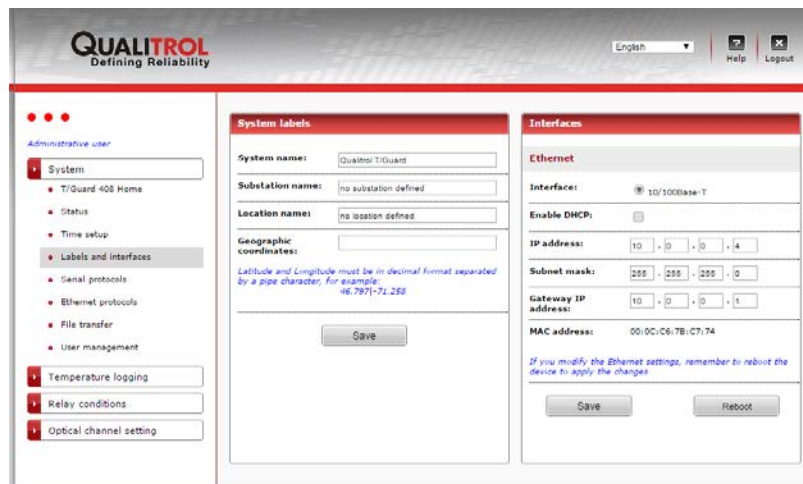 QUALITROL
Defining Reliability
English
Help
Logout
Administrative user
System
T/Guard 408 Home
Status
Time setup
Labels and interfaces
Serial protocols
Ethernet protocols
File transfer
User management
Temperature logging
Relay conditions
Optical channel setting
System labels
System name: Qualitrol T/Guard
Substation name: no substation defined
Location name: no location defined
Geographic
coordinates:
Latitude and Longitude must be in decimal format separated
by a pipe character, for example:
46.797|-71.258
Save
Interfaces
Ethernet
Interface: 10/100Base-T
Enable DHCP:
IP address: 10 . 0 . 0 . 4
Subnet mask: 255 . 255 . 255 . 0
Gateway IP
address: 10 . 0 . 0 . 1
MAC address: 00:0C:C6:7B:C7:74
If you modify the Ethernet settings, remember to reboot the
device to apply the changes
Save
Reboot